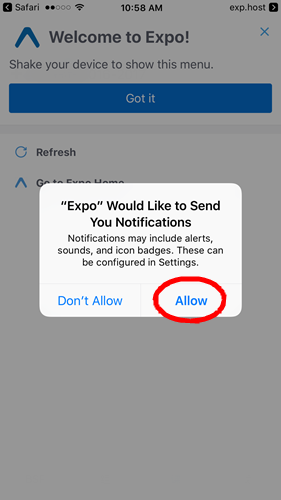 Safari 10:58 AM exp.host
Welcome to Expo!
Shake your device to show this menu.
Got it
Refresh
Go to Expo Home
“Expo” Would Like to Send
You Notifications
Notifications may include alerts,
sounds, and icon badges. These can
be configured in Settings.
Don’t Allow Allow